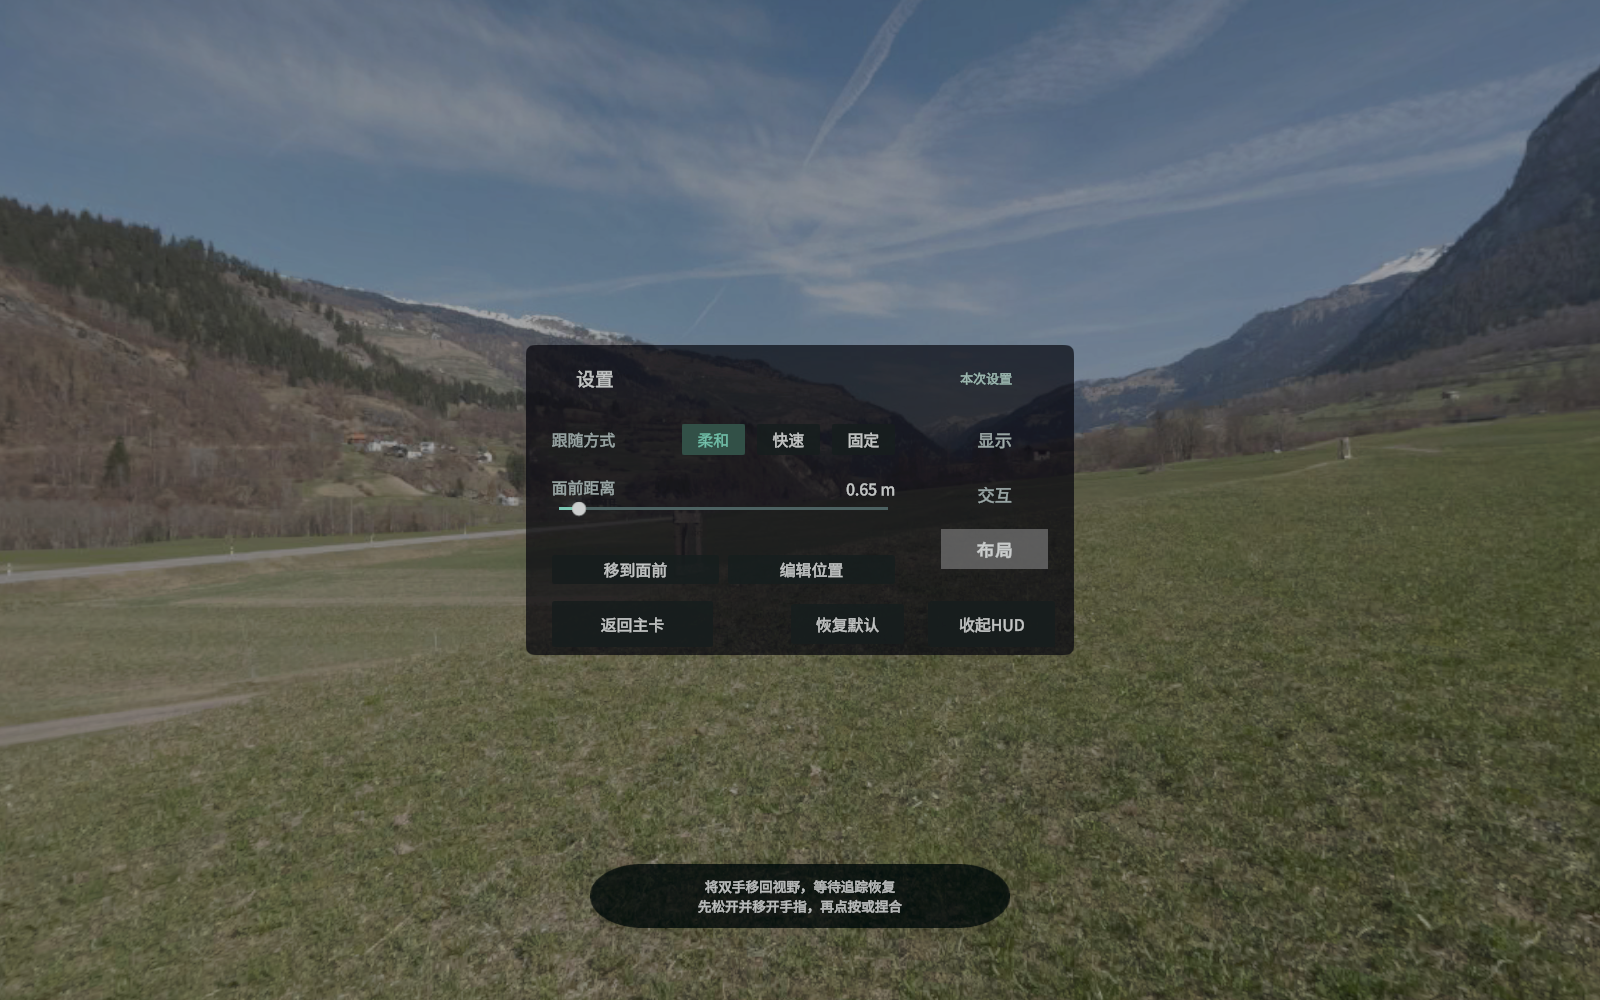 设置
本次设置
跟随方式
柔和
快速
固定
显示
面前距离
0.65 m
交互
布局
移到面前
编辑位置
返回主卡
恢复默认
收起HUD
将双手移回视野，等待追踪恢复
先松开并移开手指，再点按或捏合